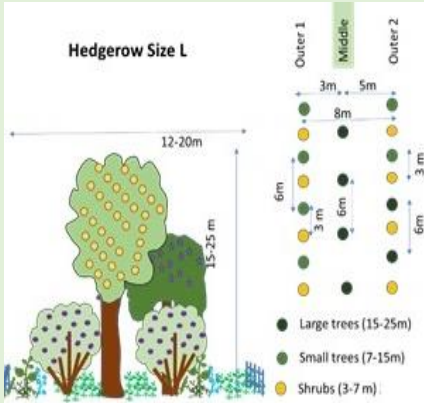 Hedgerow Size L
12-20m
15-25 m
Outer 1
Middle
Outer 2
3m
5m
8m
6m
3 m
6m
3 m
6m
Large trees (15-25m)
Small trees (7-15m)
Shrubs (3-7 m)